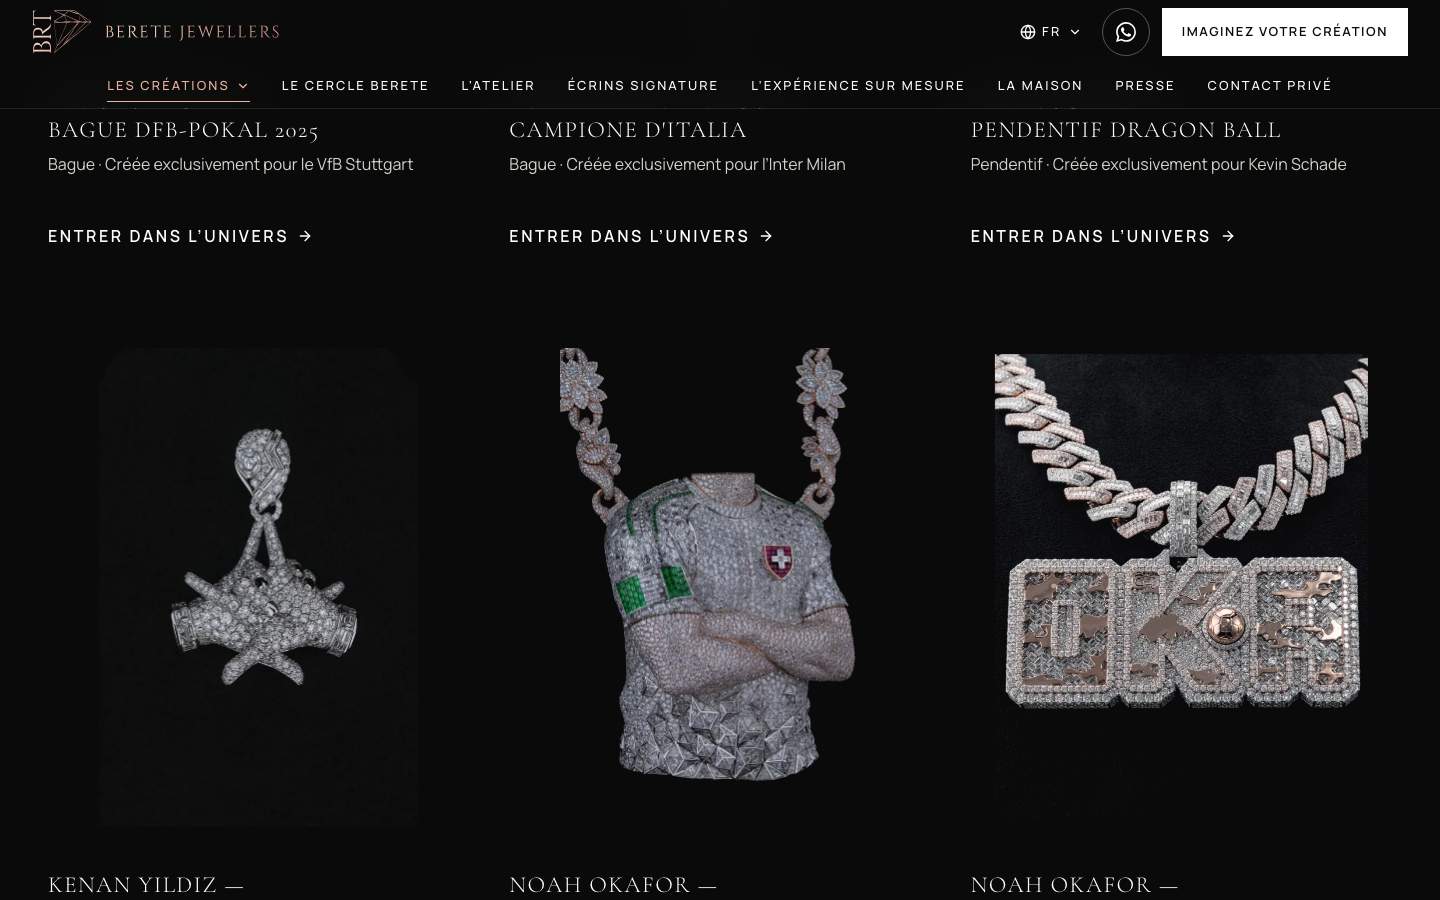 BRT BERETE JEWELLERS
FR
IMAGINEZ VOTRE CRÉATION
LES CRÉATIONS
LE CERCLE BERETE
L'ATELIER
ÉCRINS SIGNATURE
L'EXPÉRIENCE SUR MESURE
LA MAISON
PRESSE
CONTACT PRIVÉ
BAGUE DFB-POKAL 2025
Bague · Créée exclusivement pour le VfB Stuttgart
ENTRER DANS L’UNIVERS →
CAMPIONE D'ITALIA
Bague · Créée exclusivement pour l’Inter Milan
ENTRER DANS L’UNIVERS →
PENDENTIF DRAGON BALL
Pendentif · Créée exclusivement pour Kevin Schade
ENTRER DANS L’UNIVERS →
KENAN YILDIZ —
NOAH OKAFOR —
NOAH OKAFOR —